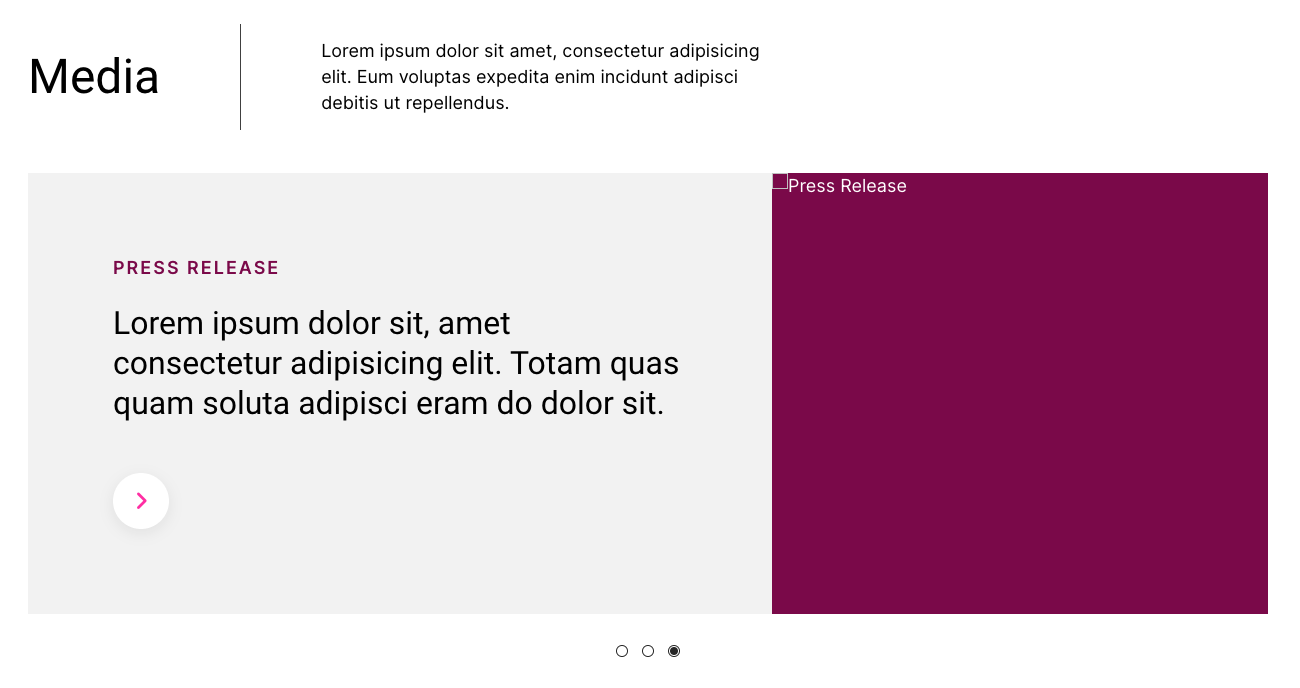 Media
Lorem ipsum dolor sit amet, consectetur adipisicing
elit. Eum voluptas expedita enim incidunt adipisci
debitis ut repellendus.
PRESS RELEASE
Lorem ipsum dolor sit, amet
consectetur adipisicing elit. Totam quas
quam soluta adipisci eram do dolor sit.
Press Release